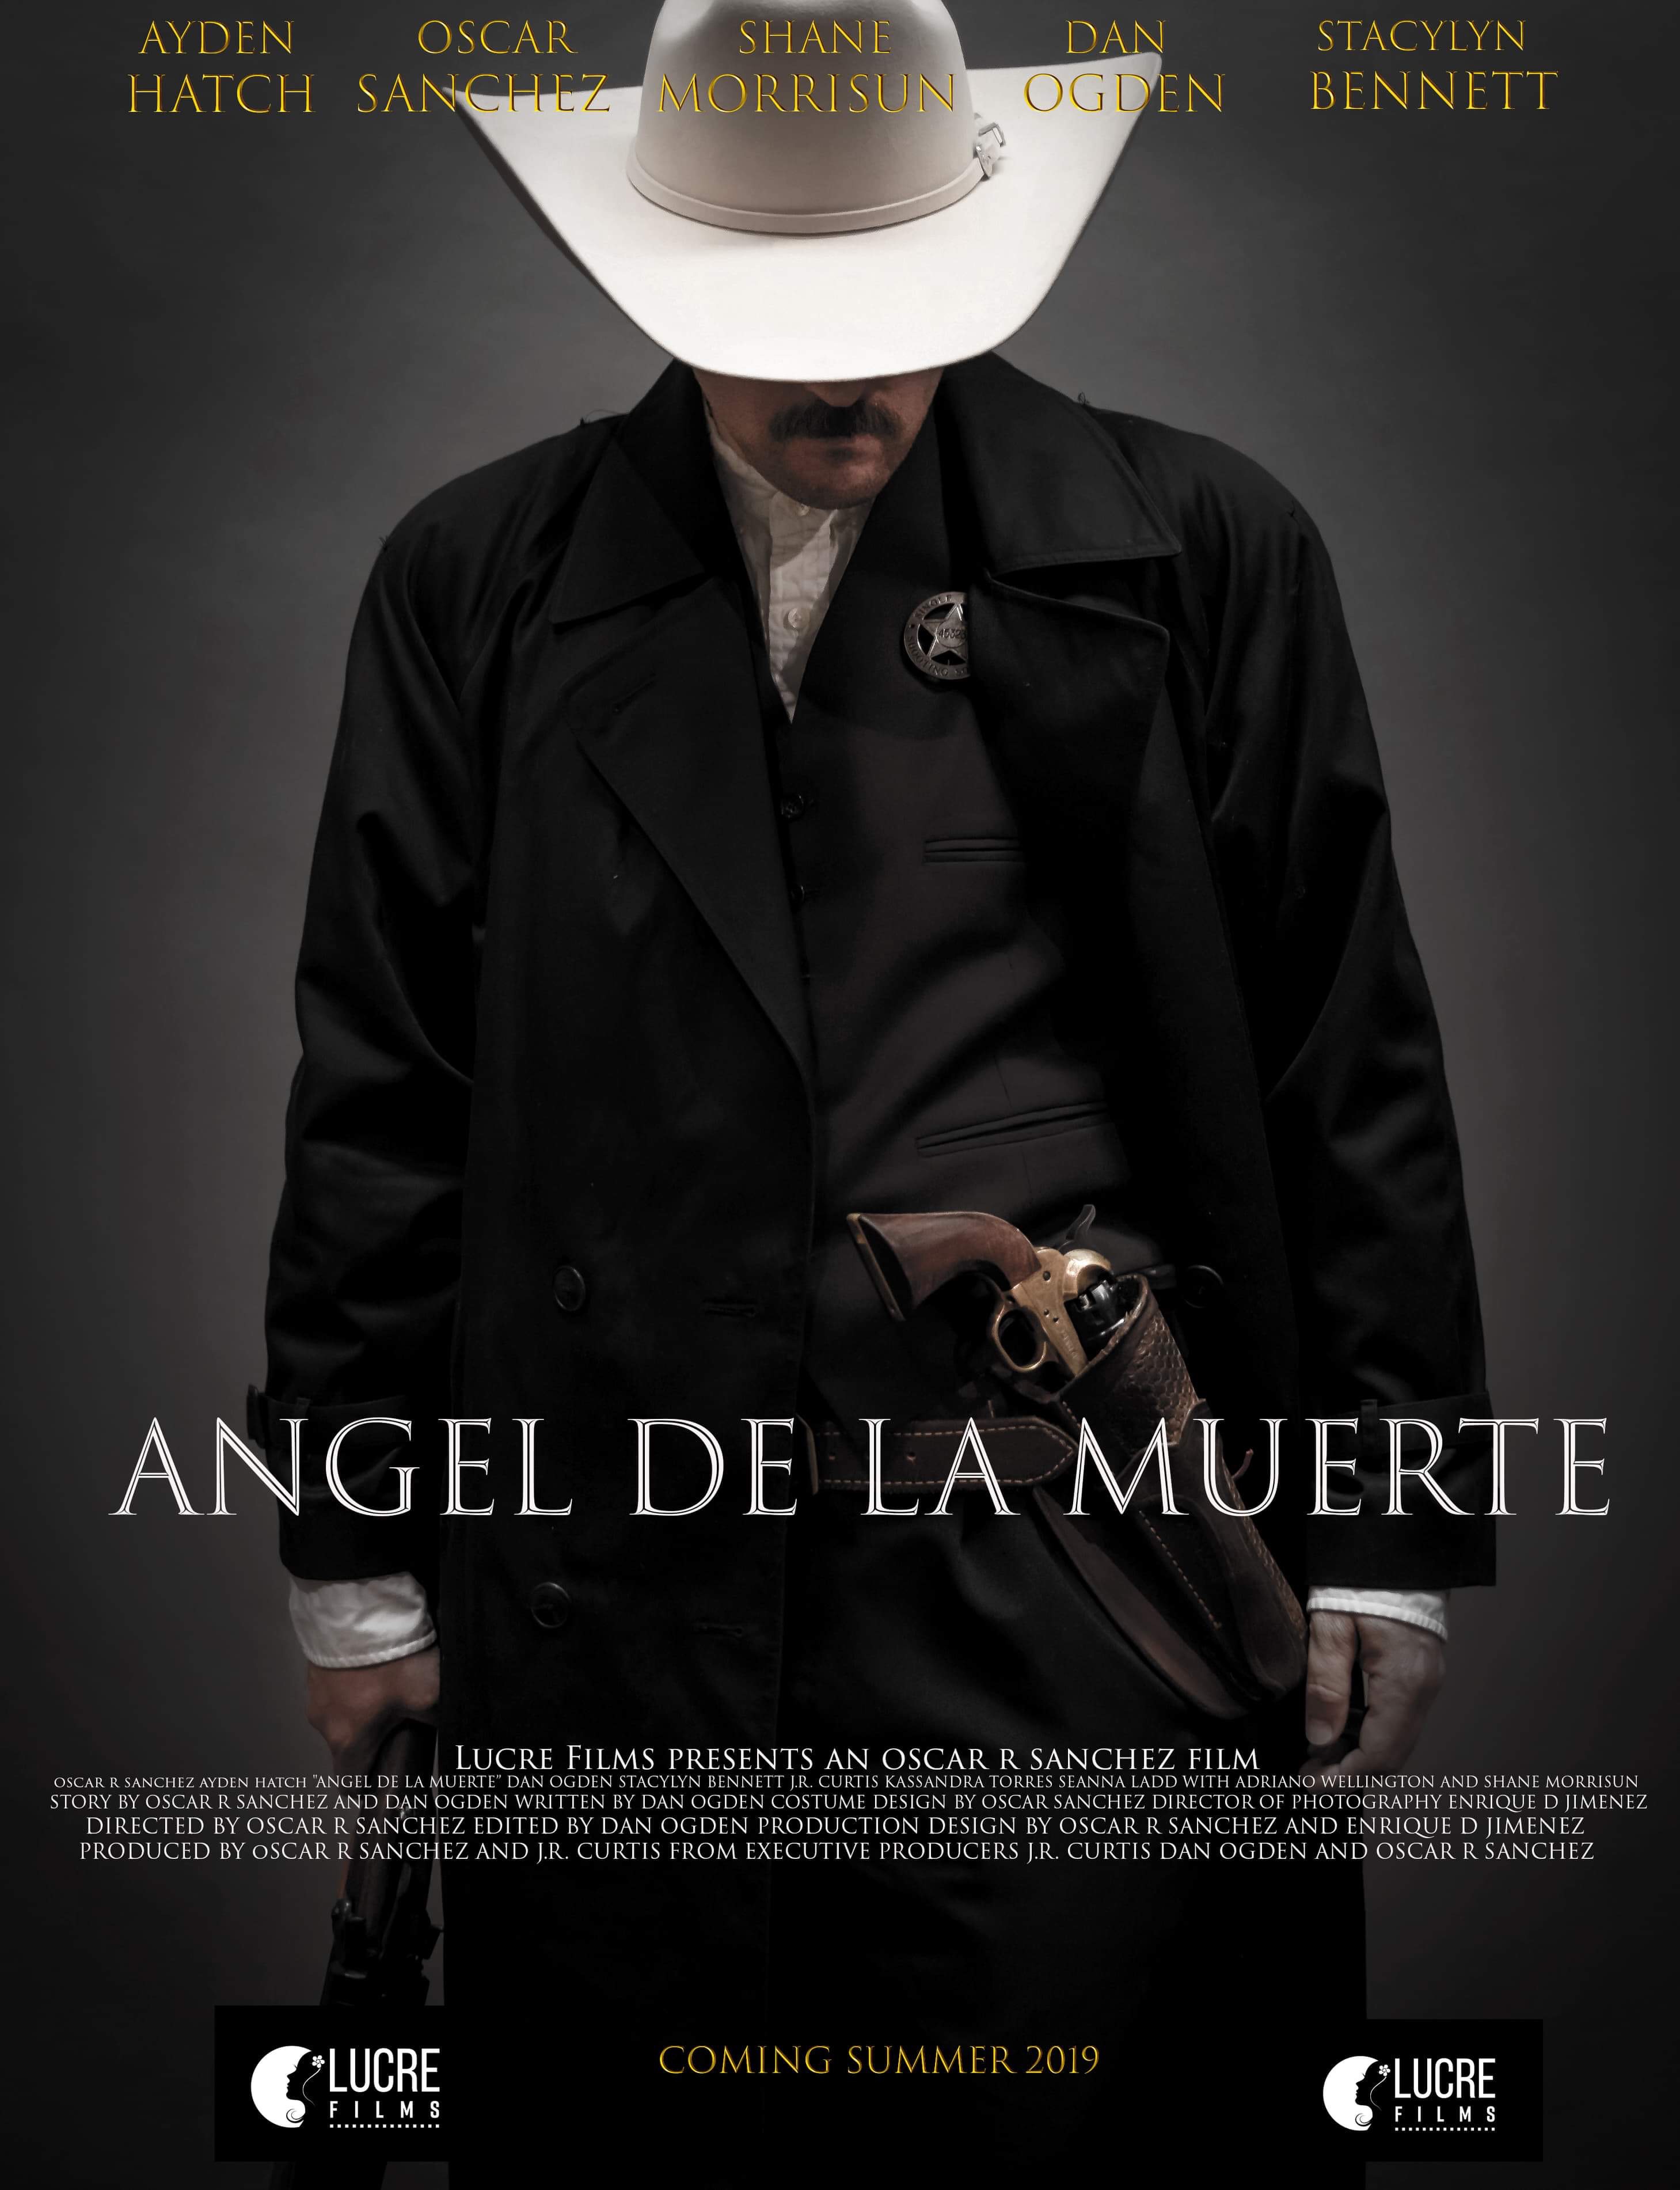 AYDEN HATCH
OSCAR SANCHEZ
SHANE MORRISUN
DAN OGDEN
STACYLYN BENNETT
SINGLE
45328
SHOOTING
ANGEL DE LA MUERTE
LUCRE FILMS PRESENTS AN OSCAR R SANCHEZ FILM
OSCAR R SANCHEZ AYDEN HATCH "ANGEL DE LA MUERTE" DAN OGDEN STACYLYN BENNETT J.R. CURTIS KASSANDRA TORRES SEANNA LADD WITH ADRIANO WELLINGTON AND SHANE MORRISUN
STORY BY OSCAR R SANCHEZ AND DAN OGDEN WRITTEN BY DAN OGDEN COSTUME DESIGN BY OSCAR SANCHEZ DIRECTOR OF PHOTOGRAPHY ENRIQUE D JIMENEZ
DIRECTED BY OSCAR R SANCHEZ EDITED BY DAN OGDEN PRODUCTION DESIGN BY OSCAR R SANCHEZ AND ENRIQUE D JIMENEZ
PRODUCED BY OSCAR R SANCHEZ AND J.R. CURTIS FROM EXECUTIVE PRODUCERS J.R. CURTIS DAN OGDEN AND OSCAR R SANCHEZ
LUCRE
FILMS
COMING SUMMER 2019
LUCRE
FILMS